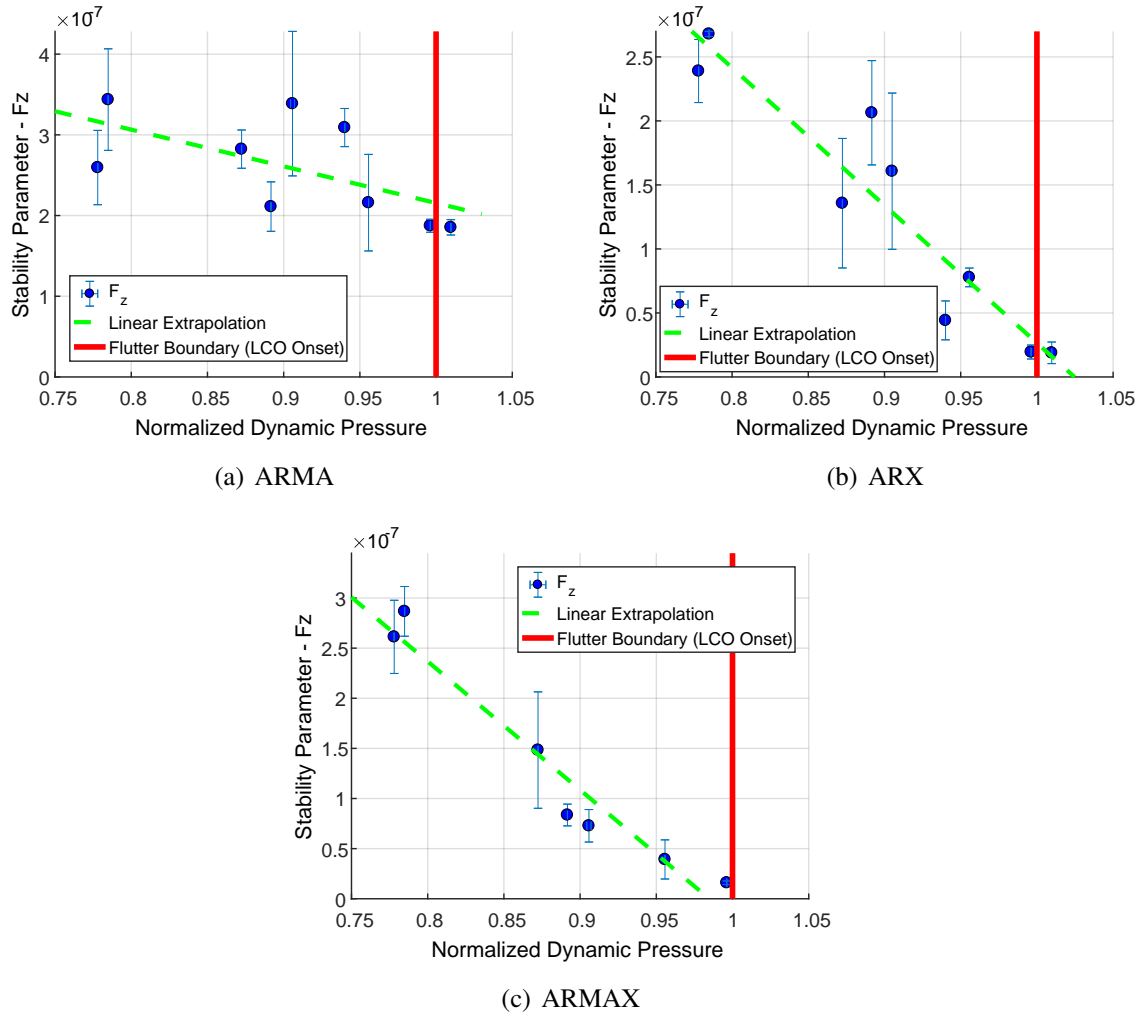 ×10-7
4
3
2
1
0
Stability Parameter - Fz
Fz
Linear Extrapolation
Flutter Boundary (LCO Onset)
0.75 0.8 0.85 0.9 0.95 1 1.05
Normalized Dynamic Pressure
(a) ARMA
×10-7
2.5
2
1.5
1
0.5
0
Stability Parameter - Fz
Fz
Linear Extrapolation
Flutter Boundary (LCO Onset)
0.75 0.8 0.85 0.9 0.95 1 1.05
Normalized Dynamic Pressure
(b) ARX
×10-7
3
2.5
2
1.5
1
0.5
0
Stability Parameter - Fz
Fz
Linear Extrapolation
Flutter Boundary (LCO Onset)
0.75 0.8 0.85 0.9 0.95 1 1.05
Normalized Dynamic Pressure
(c) ARMAX